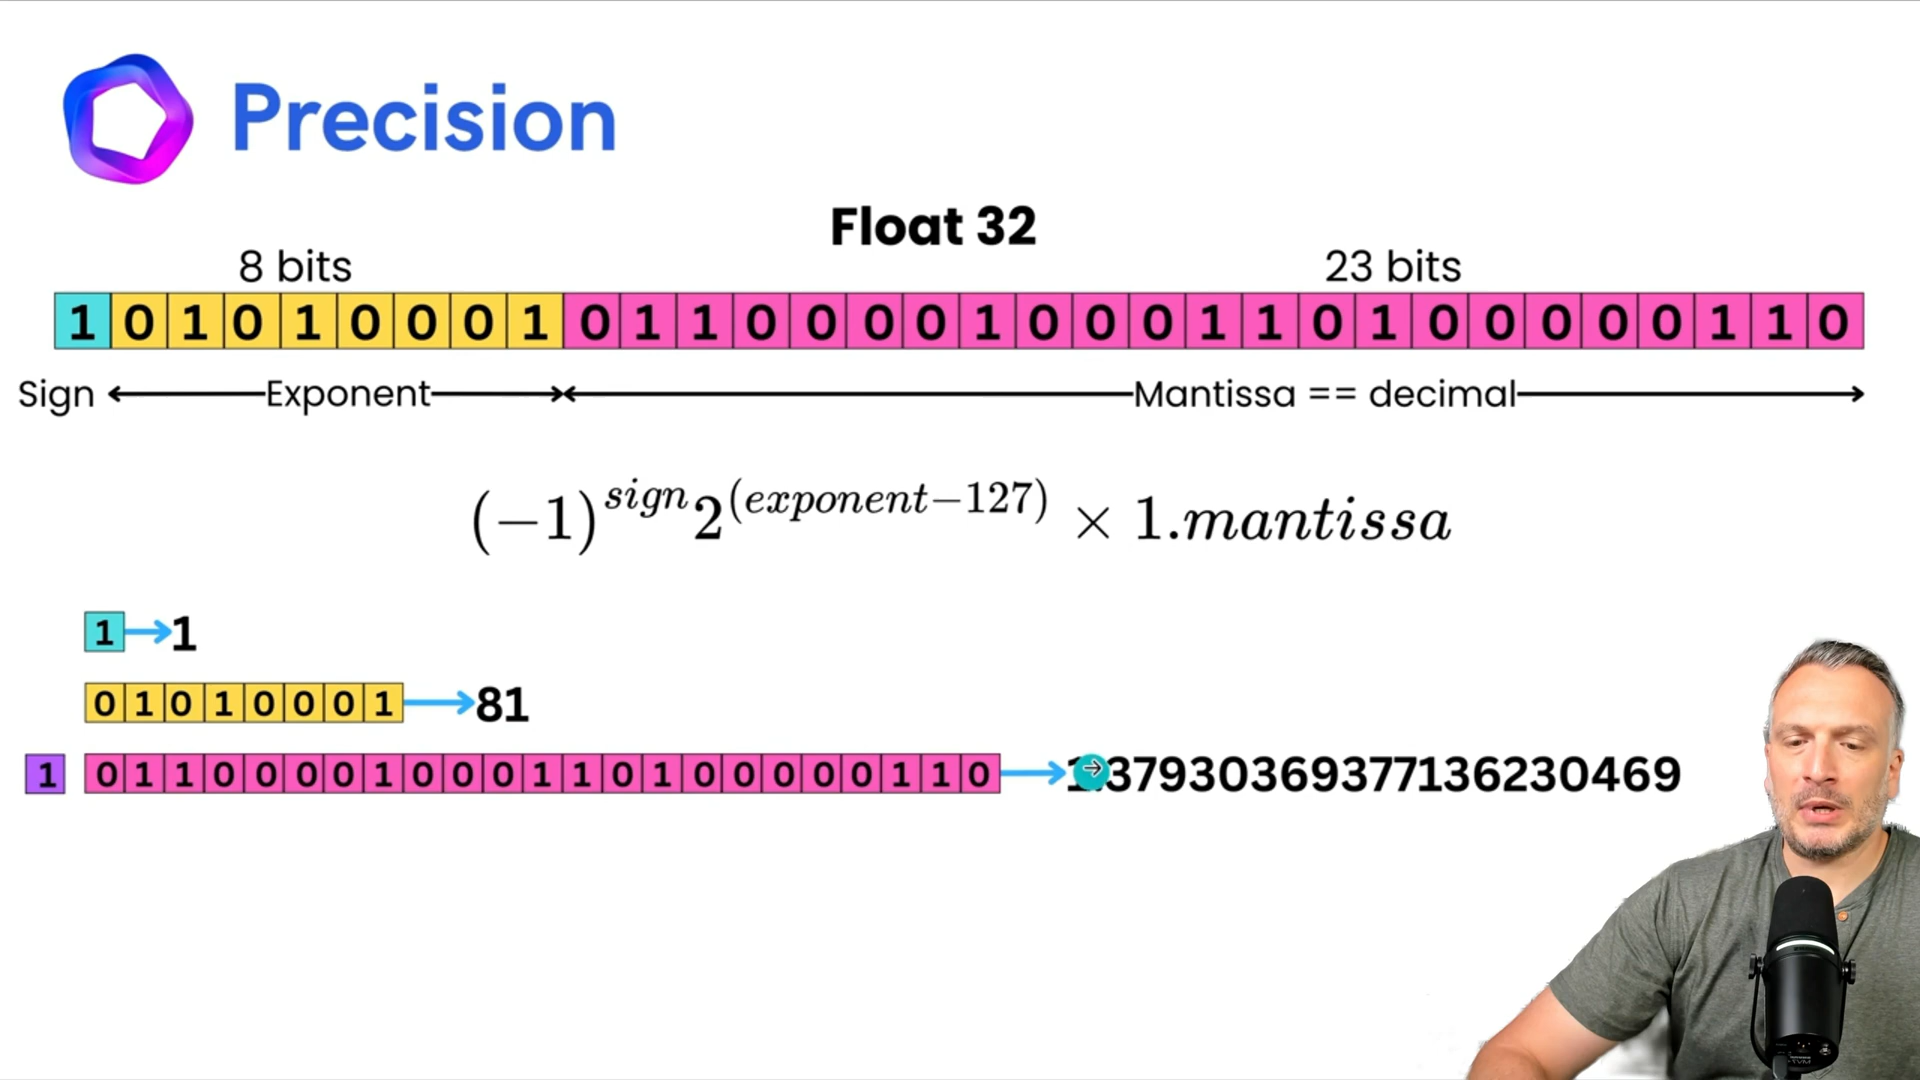 Precision
Float 32
8 bits
23 bits
1 0 1 0 1 0 0 0 1 0 1 1 0 0 0 0 1 0 0 0 1 1 0 1 0 0 0 0 0 1 1 0
Sign Exponent Mantissa == decimal
(−1)^sign 2^(exponent−127) × 1.mantissa
1 1
0 1 0 1 0 0 0 1 81
1 0 1 1 0 0 0 0 1 0 0 0 1 1 0 1 0 0 0 0 0 1 1 0 1.37930369377136230469